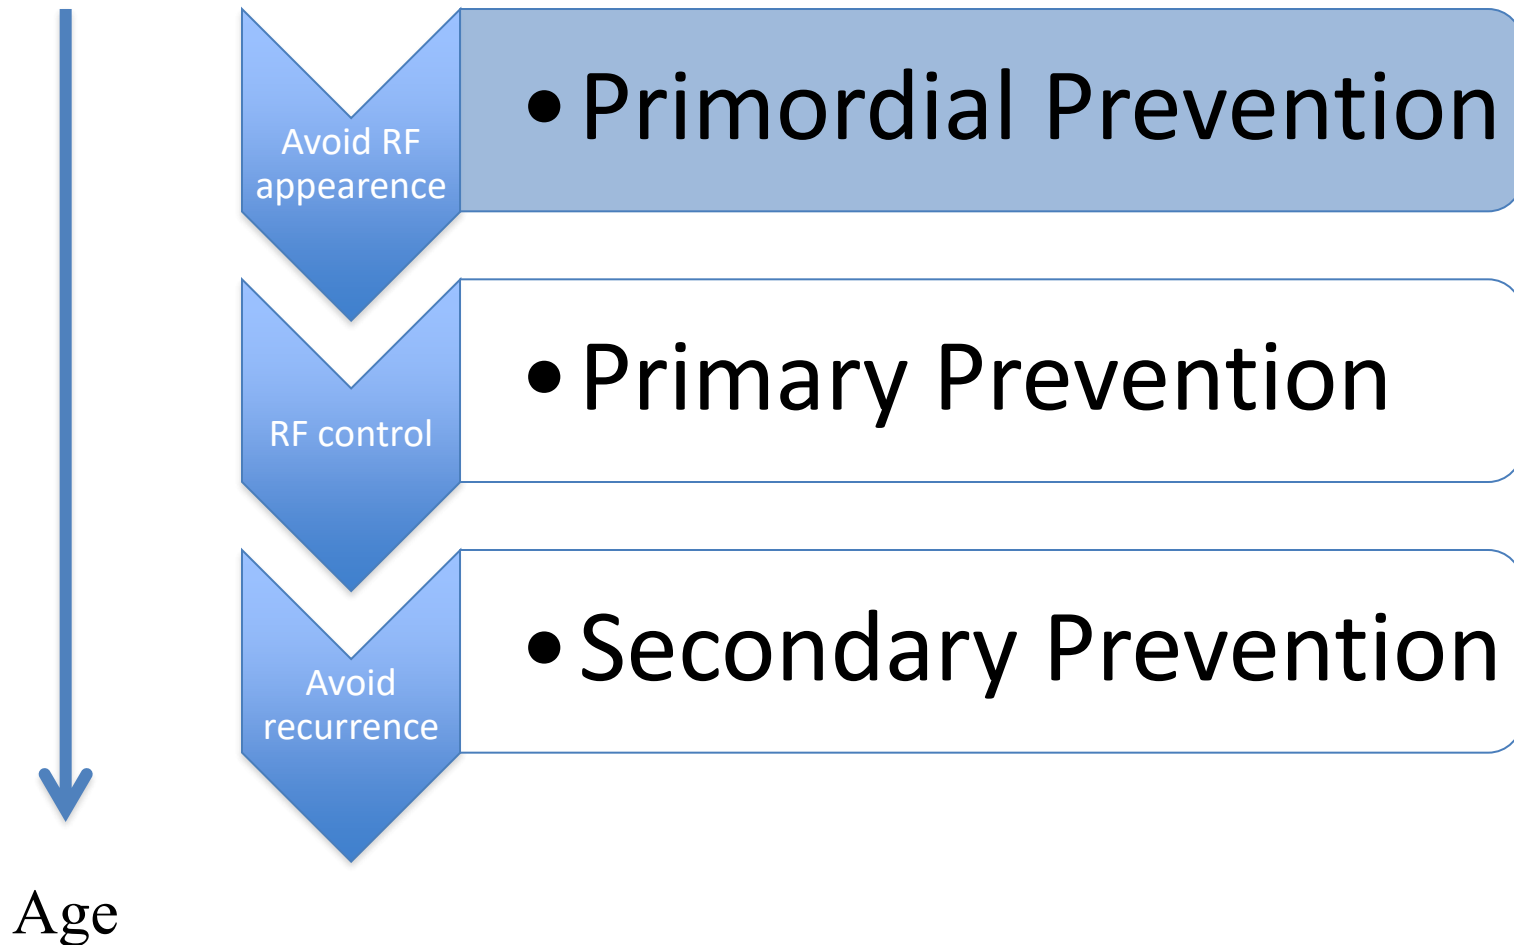 Avoid RF
appearence
• Primordial Prevention
RF control
• Primary Prevention
Avoid
recurrence
• Secondary Prevention
Age